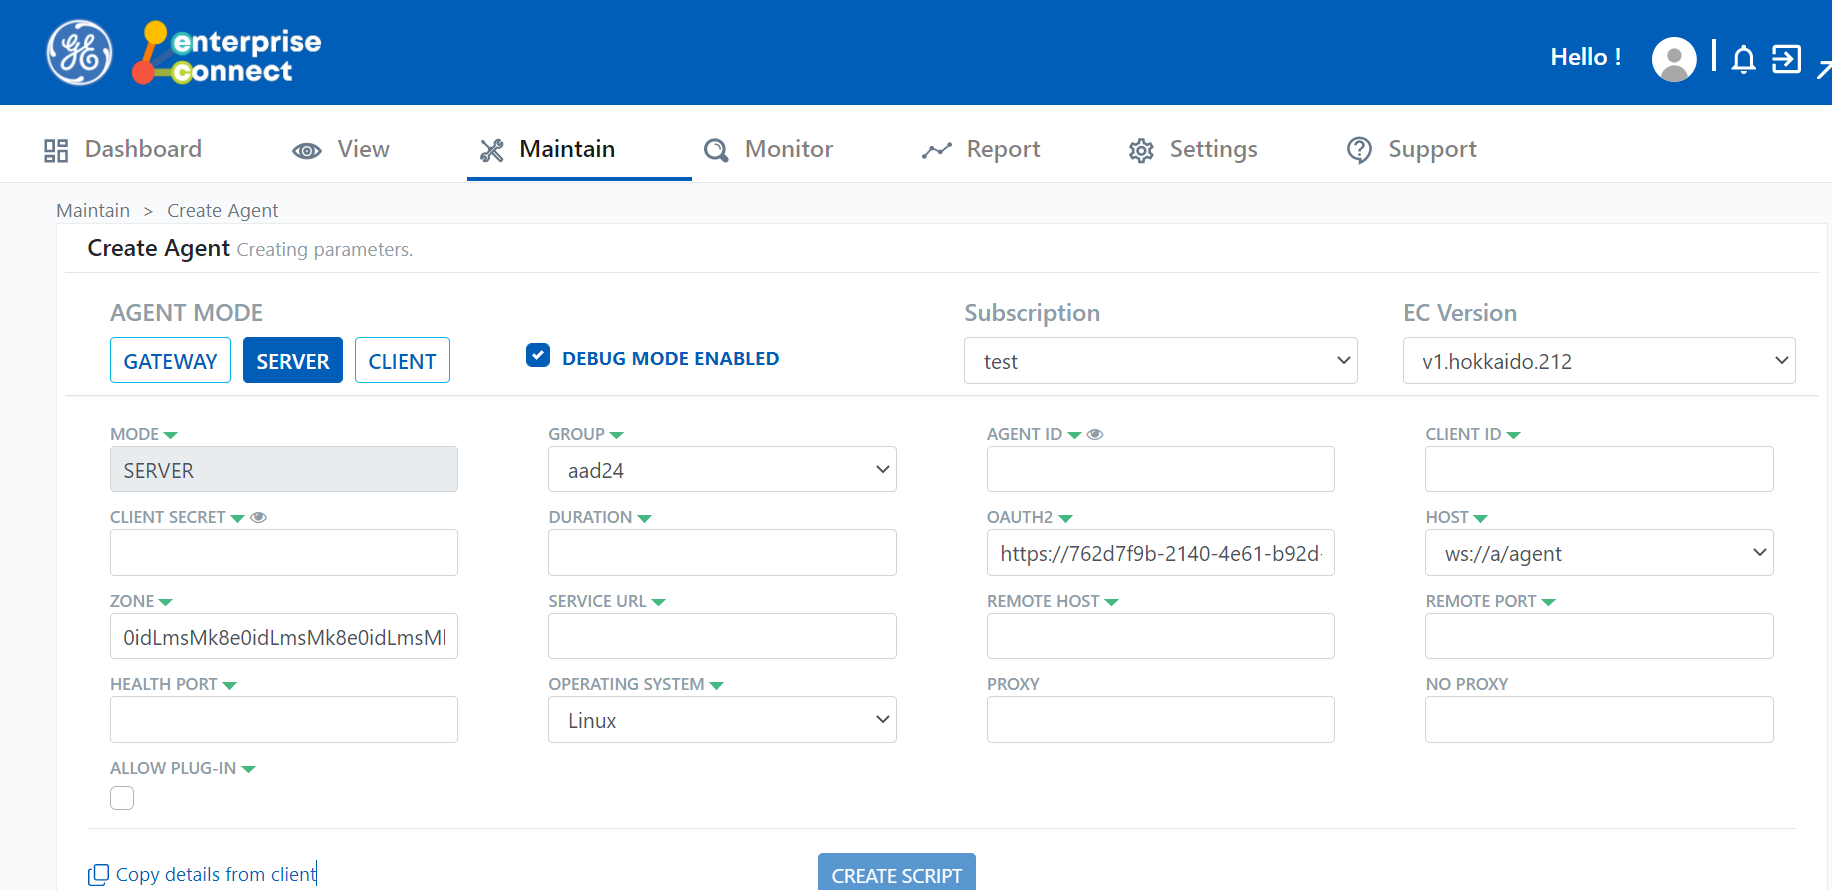 GE enterprise connect
Hello !
Dashboard View Maintain Monitor Report Settings Support
Maintain > Create Agent
Create Agent Creating parameters.
AGENT MODE Subscription EC Version
GATEWAY SERVER CLIENT DEBUG MODE ENABLED test v1.hokkaido.212
MODE GROUP AGENT ID CLIENT ID
SERVER aad24
CLIENT SECRET DURATION OAUTH2 HOST
https://762d7f9b-2140-4e61-b92d- ws://a/agent
ZONE SERVICE URL REMOTE HOST REMOTE PORT
0idLmsMk8e0idLmsMk8e0idLmsMl
HEALTH PORT OPERATING SYSTEM PROXY NO PROXY
Linux
ALLOW PLUG-IN
Copy details from client CREATE SCRIPT